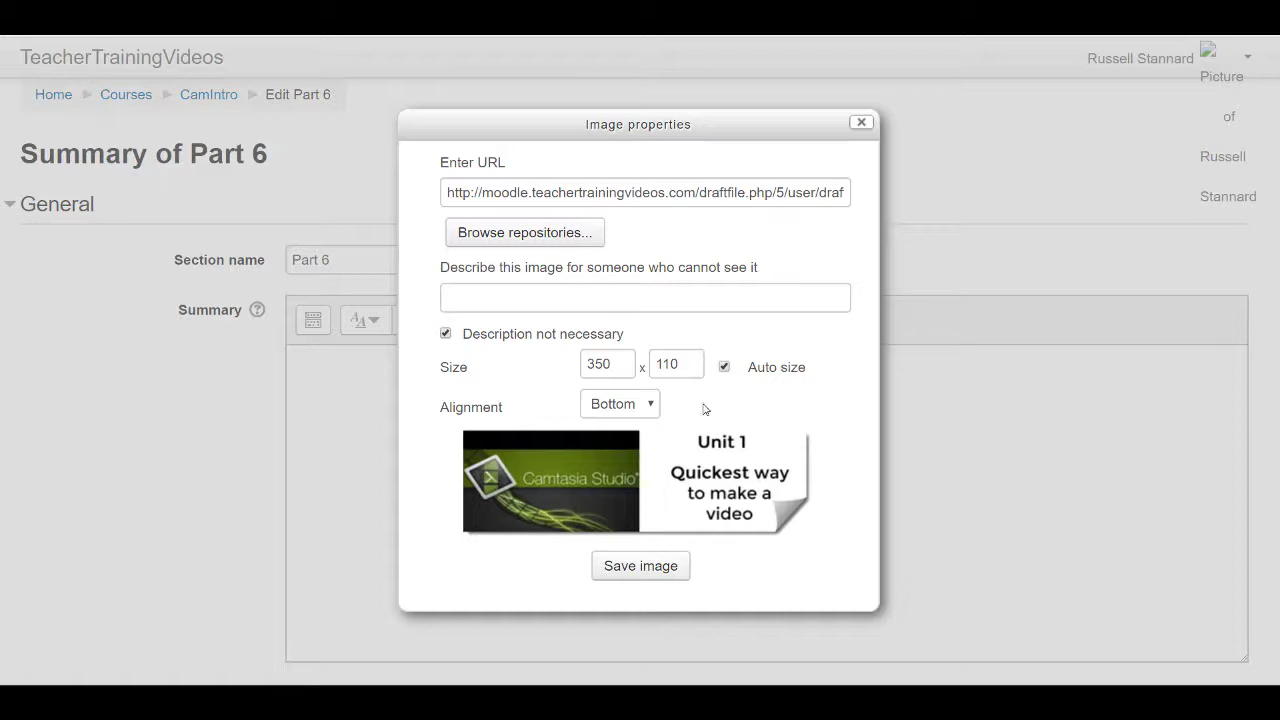 TeacherTrainingVideos
Russell Stannard
Picture
of
Russell
Stannard
Home Courses CamIntro Edit Part 6
Summary of Part 6
General
Section name
Part 6
Summary
Image properties
Enter URL
http://moodle.teachertrainingvideos.com/draftfile.php/5/user/draf
Browse repositories...
Describe this image for someone who cannot see it
Description not necessary
Size 350 x 110 Auto size
Alignment Bottom
Camtasia Studio
Unit 1
Quickest way
to make a
video
Save image